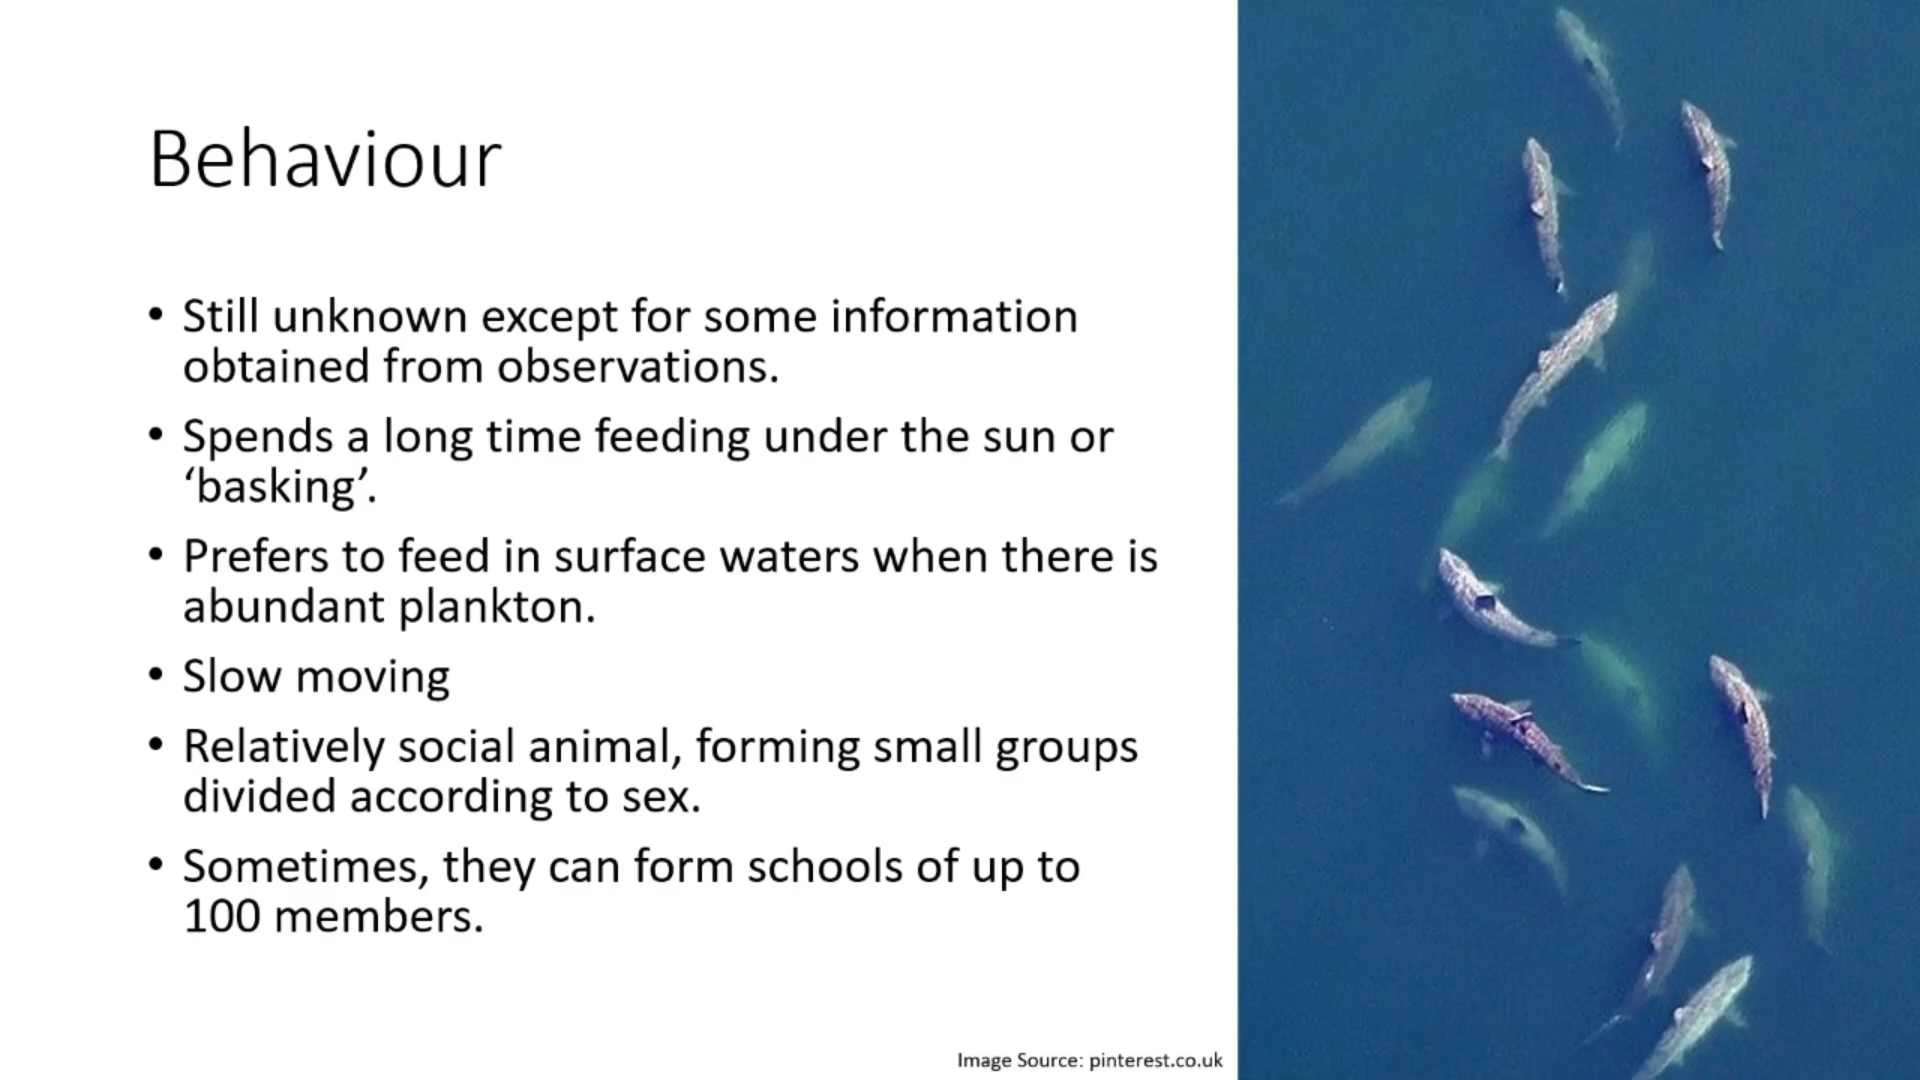 Behaviour
• Still unknown except for some information
obtained from observations.
• Spends a long time feeding under the sun or
‘basking’.
• Prefers to feed in surface waters when there is
abundant plankton.
• Slow moving
• Relatively social animal, forming small groups
divided according to sex.
• Sometimes, they can form schools of up to
100 members.
Image Source: pinterest.co.uk